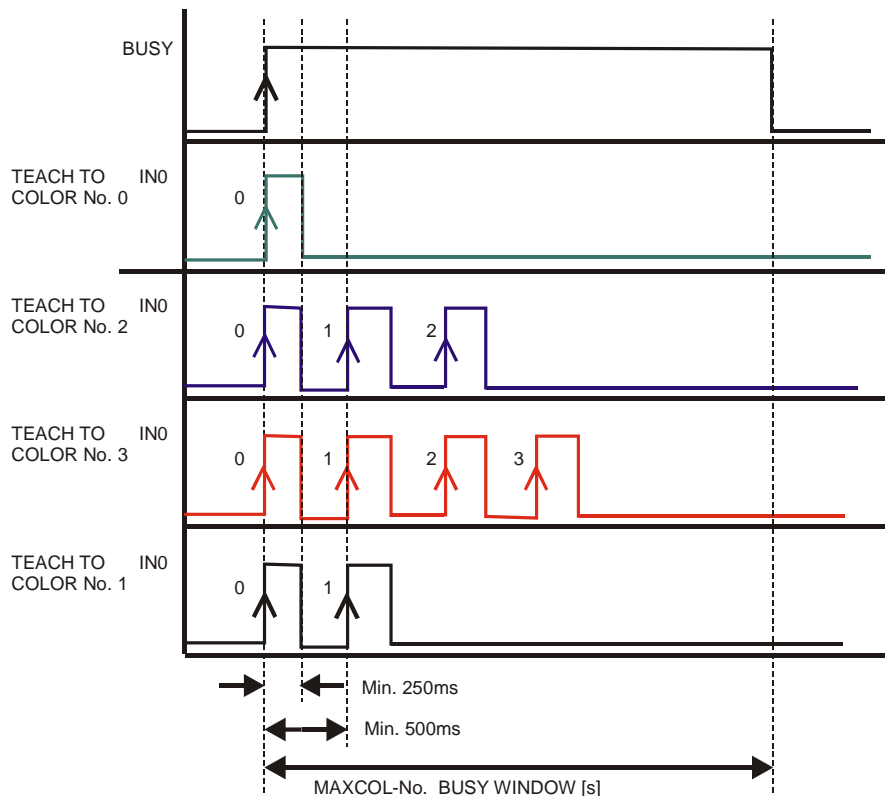 BUSY
TEACH TO IN0
COLOR No. 0
0
TEACH TO IN0
COLOR No. 2
0 1 2
TEACH TO IN0
COLOR No. 3
0 1 2 3
TEACH TO IN0
COLOR No. 1
0 1
Min. 250ms
Min. 500ms
MAXCOL-No. BUSY WINDOW [s]